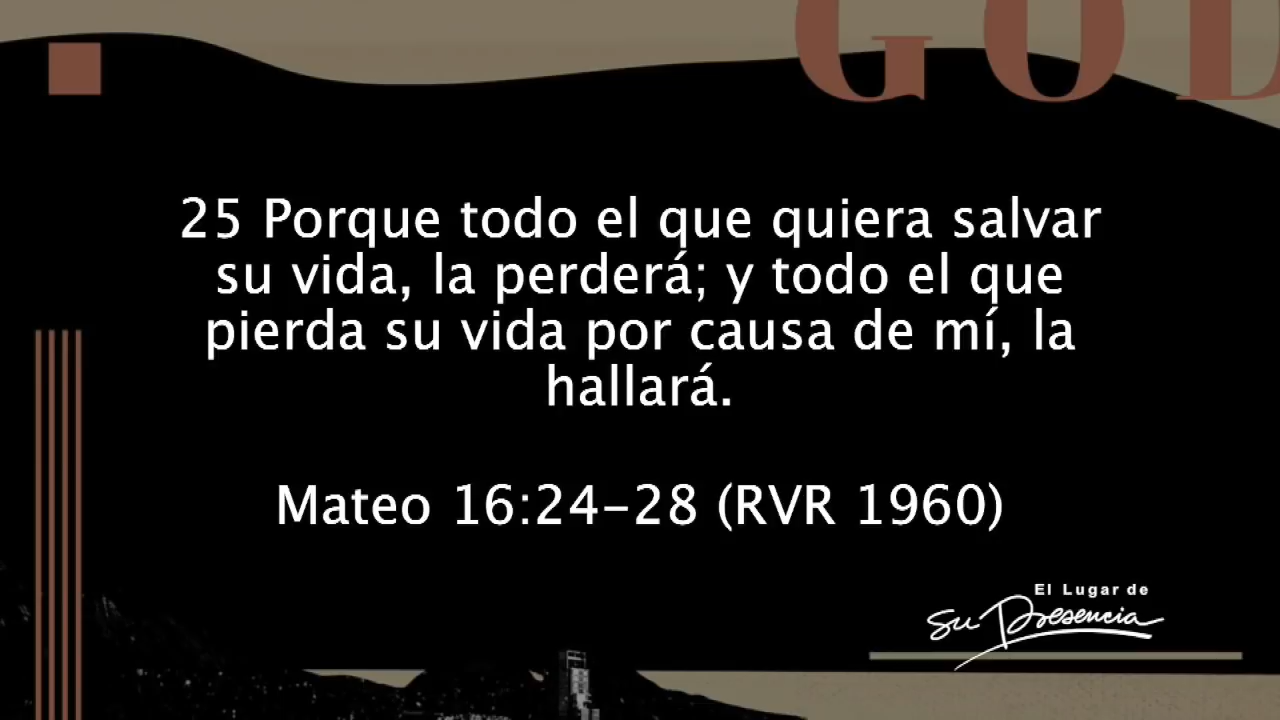 GOD
25 Porque todo el que quiera salvar
su vida, la perderá; y todo el que
pierda su vida por causa de mí, la
hallará.
Mateo 16:24-28 (RVR 1960)
El Lugar de
Su Presencia